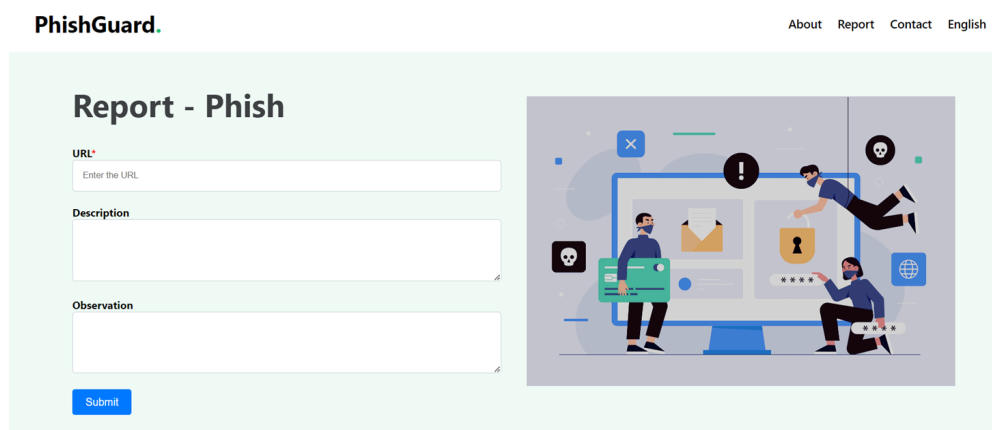 PhishGuard.
About Report Contact English
Report - Phish
URL*
Enter the URL
Description
Observation
Submit
!
* * * *
* * * *